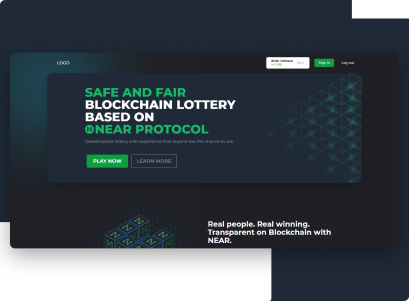 LOGO
Brian Johnson
Sign in
Log out
SAFE AND FAIR
BLOCKCHAIN LOTTERY
BASED ON
NEAR PROTOCOL
Decentralized lottery with experience that anyone has the chance to win
PLAY NOW
LEARN MORE
Real people. Real winning.
Transparent on Blockchain with
NEAR.